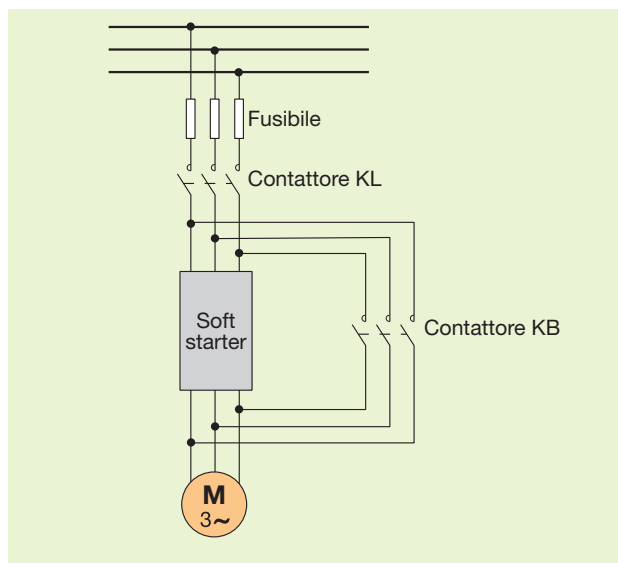 Fusibile
Contattore KL
Soft
starter
Contattore KB
M
3~